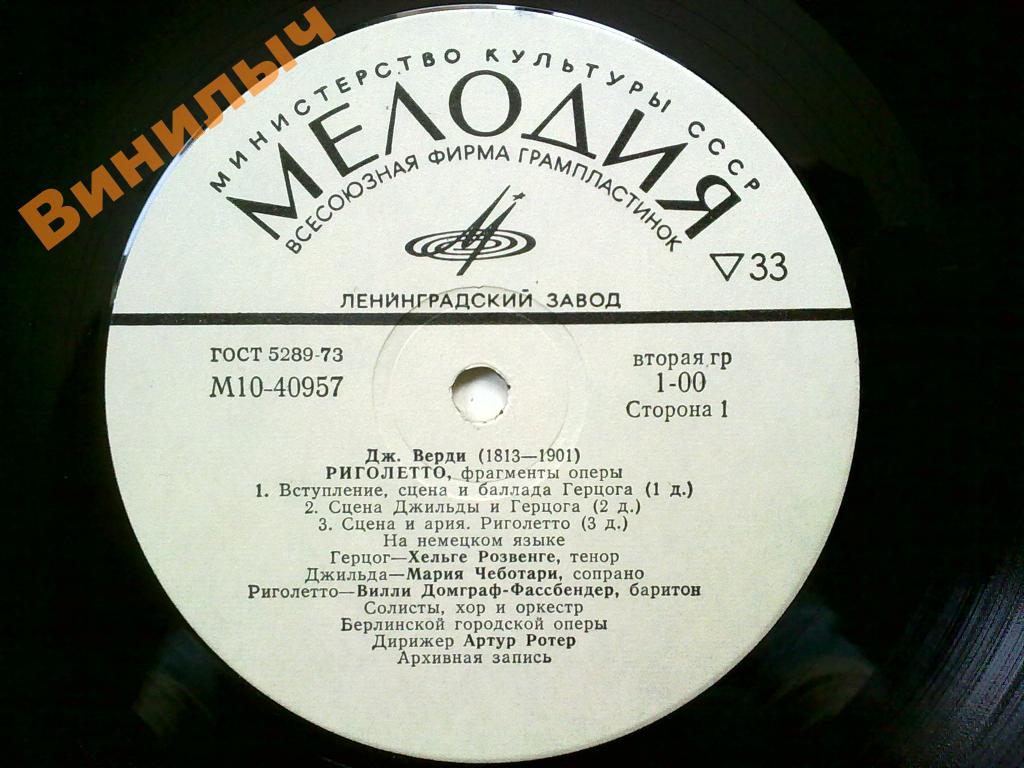 Винилыч
МИНИСТЕРСТВО КУЛЬТУРЫ СССР
МЕЛОДИЯ
ВСЕСОЮЗНАЯ ФИРМА ГРАМПЛАСТИНОК
▽33
ЛЕНИНГРАДСКИЙ ЗАВОД
ГОСТ 5289-73
М10-40957
вторая гр
1-00
Сторона 1
Дж. Верди (1813—1901)
РИГОЛЕТТО, фрагменты оперы
1. Вступление, сцена и баллада Герцога (1 д.)
2. Сцена Джильды и Герцога (2 д.)
3. Сцена и ария. Риголетто (3 д.)
На немецком языке
Герцог—Хельге Розвенге, тенор
Джильда—Мария Чеботари, сопрано
Риголетто—Вилли Домграф-Фассбендер, баритон
Солисты, хор и оркестр
Берлинской городской оперы
Дирижер Артур Ротер
Архивная запись